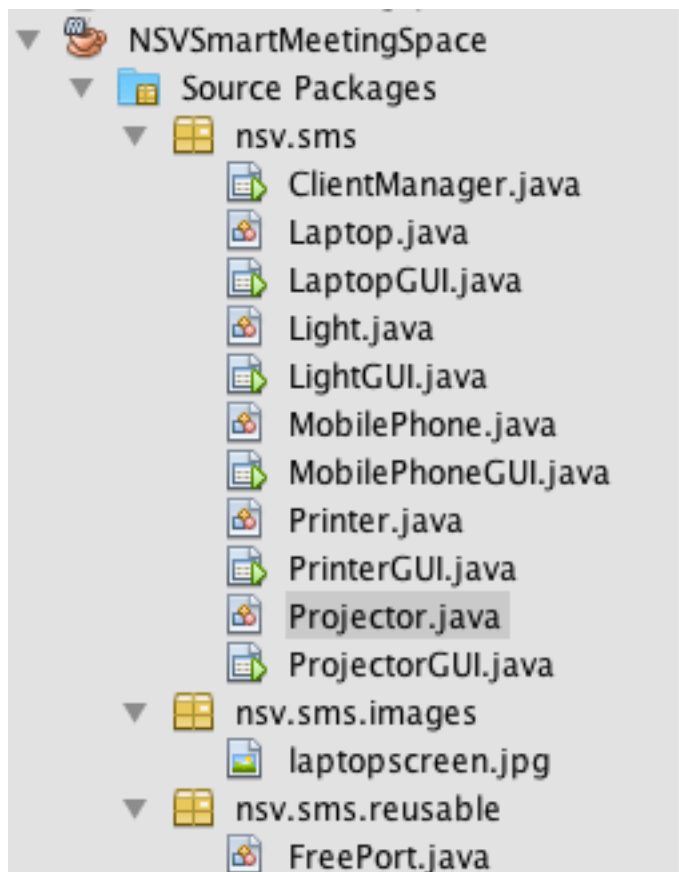 NSVSmartMeetingSpace
Source Packages
nsv.sms
ClientManager.java
Laptop.java
LaptopGUI.java
Light.java
LightGUI.java
MobilePhone.java
MobilePhoneGUI.java
Printer.java
PrinterGUI.java
Projector.java
ProjectorGUI.java
nsv.sms.images
laptopscreen.jpg
nsv.sms.reusable
FreePort.java